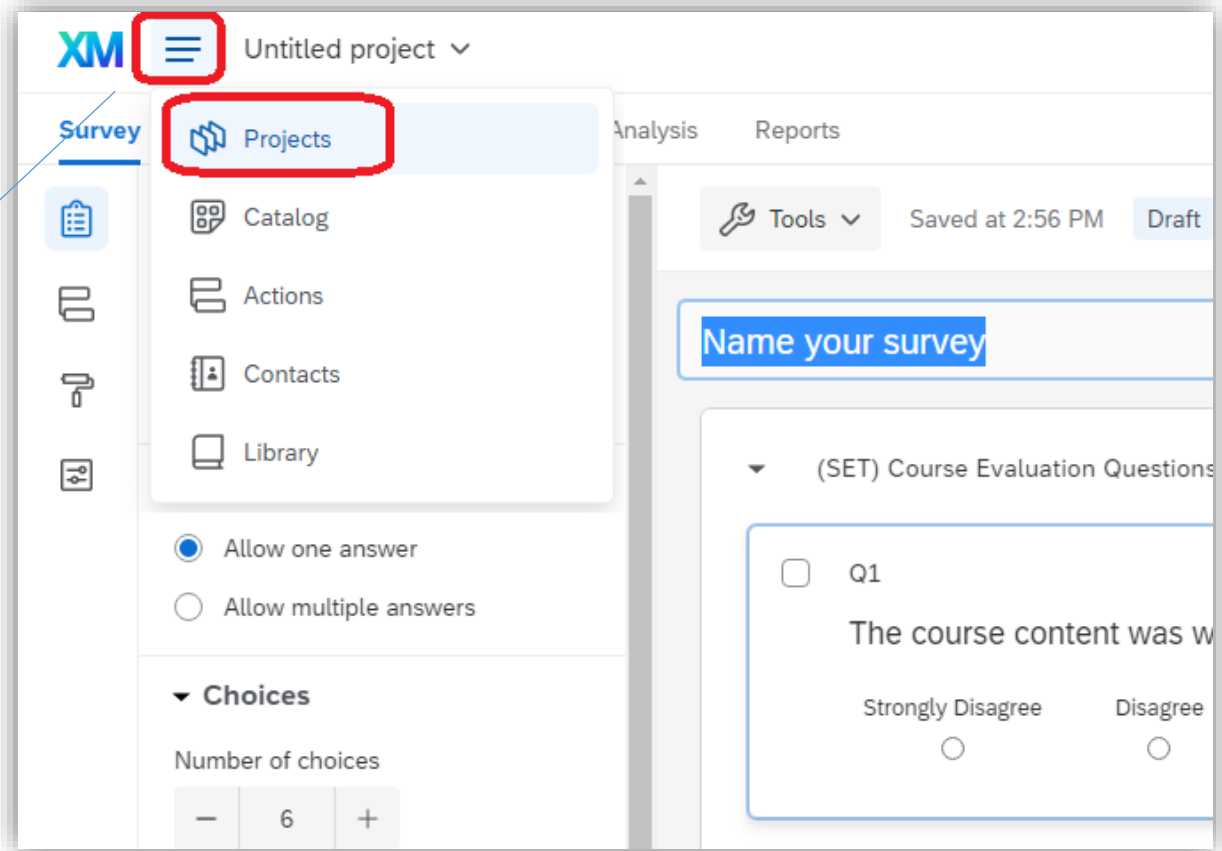 XM
Untitled project
Survey
Analysis
Reports
Projects
Catalog
Actions
Contacts
Library
Tools
Saved at 2:56 PM
Draft
Name your survey
(SET) Course Evaluation Questions
Allow one answer
Allow multiple answers
Choices
Number of choices
6
Q1
The course content was w
Strongly Disagree
Disagree